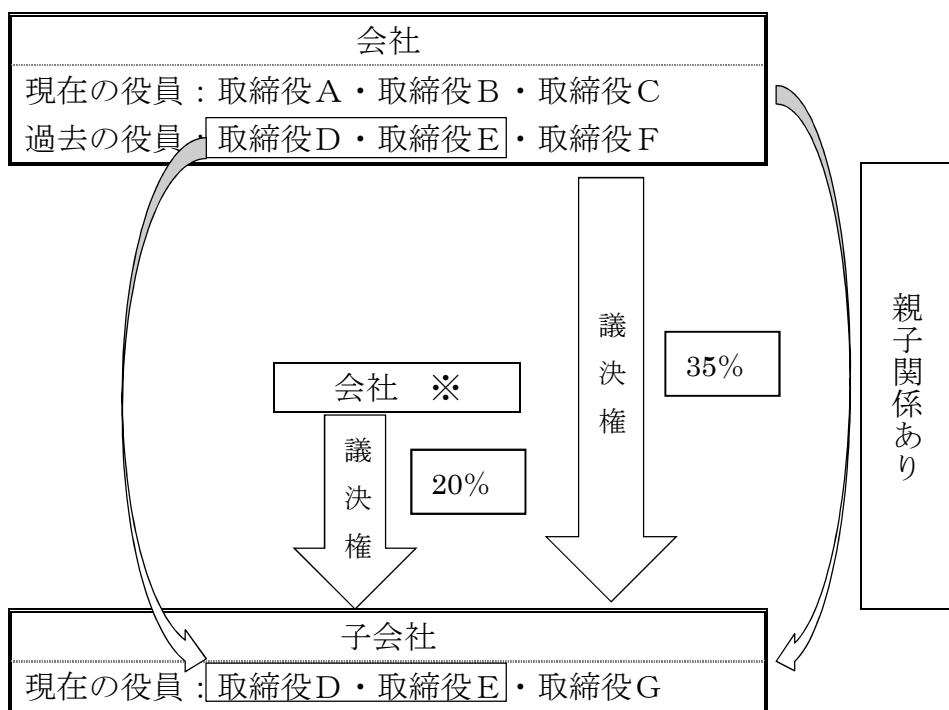 会社
現在の役員：取締役A・取締役B・取締役C
過去の役員：取締役D・取締役E・取締役F
議決権
35%
親子関係あり
会社　※
議決権
20%
子会社
現在の役員：取締役D・取締役E・取締役G